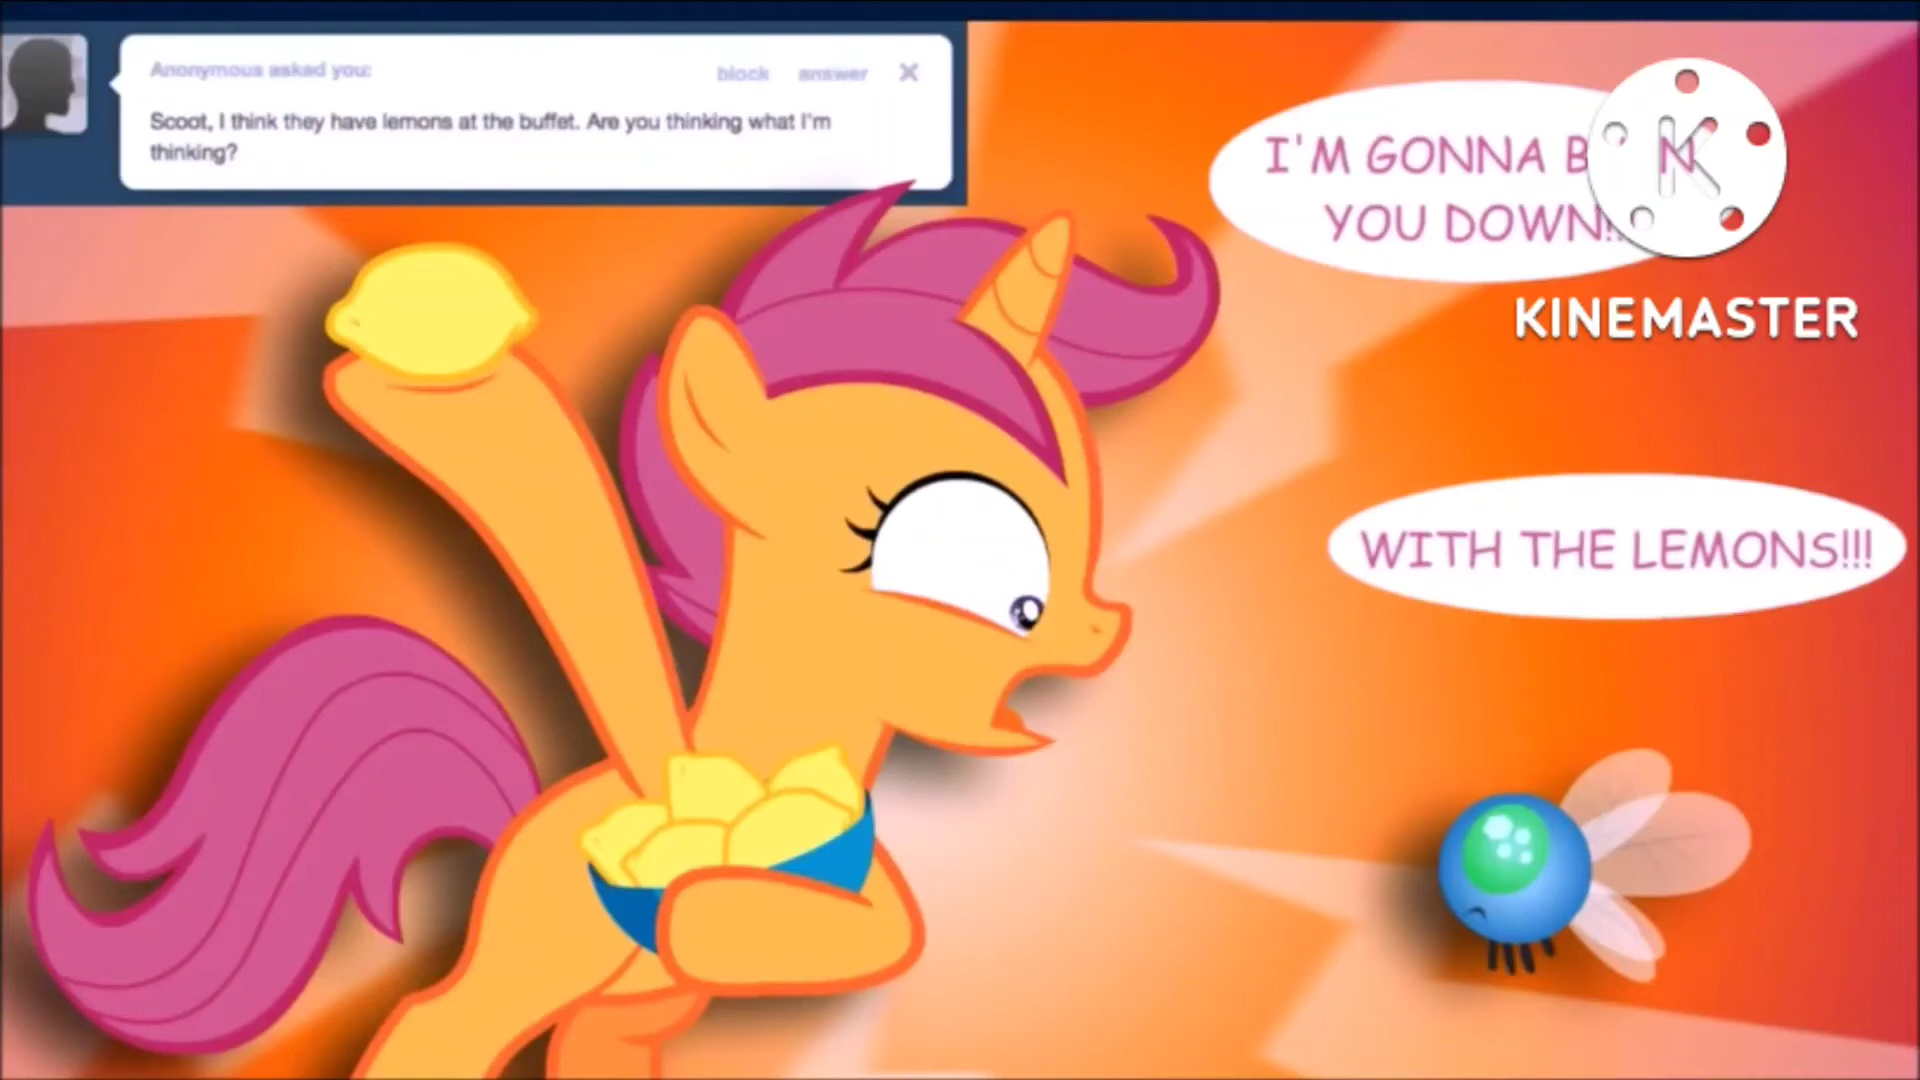 Anonymous asked you:
block answer
Scoot, I think they have lemons at the buffet. Are you thinking what I'm
thinking?
I'M GONNA
YOU DOWN!!
K
KINEMASTER
WITH THE LEMONS!!!